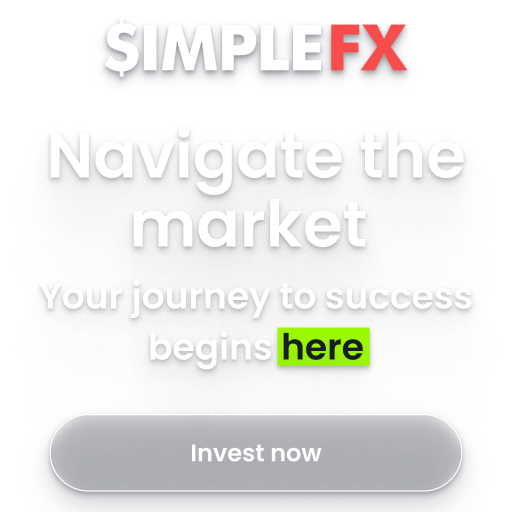 $IMPLEFX
Navigate the
market
Your journey to success
begins here
Invest now